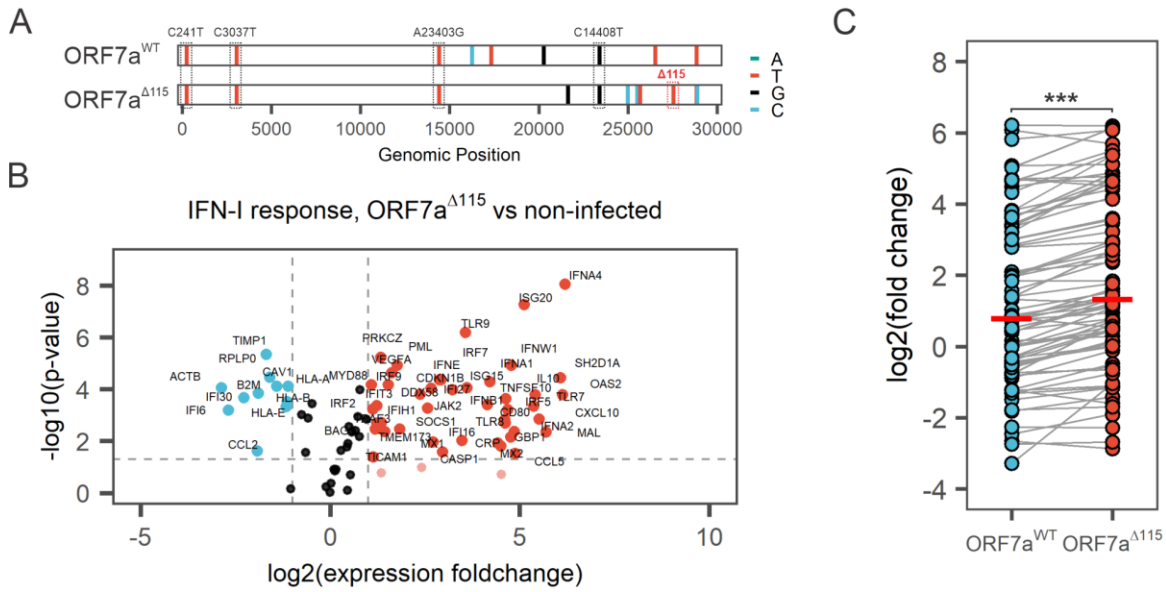 A
C241T
C3037T
A23403G
C14408T
ORF7a^WT
ORF7a^Δ115
Δ115
A
T
G
C
0
5000
10000
15000
20000
25000
30000
Genomic Position
B
IFN-I response, ORF7a^Δ115 vs non-infected
-log10(p-value)
8
6
4
2
0
IFNA4
ISG20
TLR9
TIMP1
PRKCZ
PML
IRF7
IFNW1
RPLP0
VEGFA
IFNE
IFNA1
SH2D1A
ACTB
CAV1
HLA-A
MYD88
IRF9
CDKN1B
ISG15
IL10
OAS2
B2M
IFI27
TNFSF10
IFI30
HLA-B
IFIT3
DDX58
IFNB1
TLR7
IFI6
HLA-E
IRF2
IFIH1
JAK2
CD80
IRF5
CXCL10
SOCS1
TLR8
IFNA2
MAL
CCL2
TMEM173
MX1
IFI16
CRP
GBP1
TICAM1
CASP1
MX2
CCL5
-5
0
5
10
log2(expression foldchange)
C
***
log2(fold change)
8
6
4
2
0
-2
-4
ORF7a^WT
ORF7a^Δ115